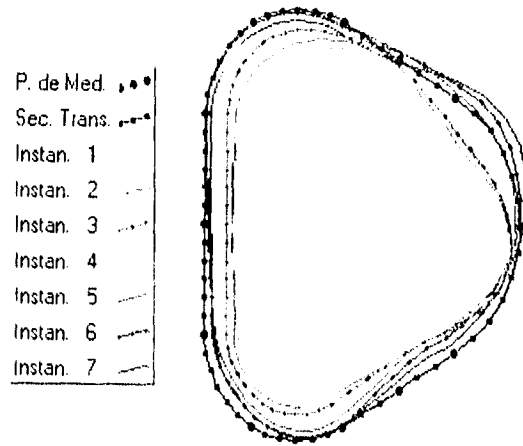 P. de Med.
Sec. Trans.
Instan. 1
Instan. 2
Instan. 3
Instan. 4
Instan. 5
Instan. 6
Instan. 7